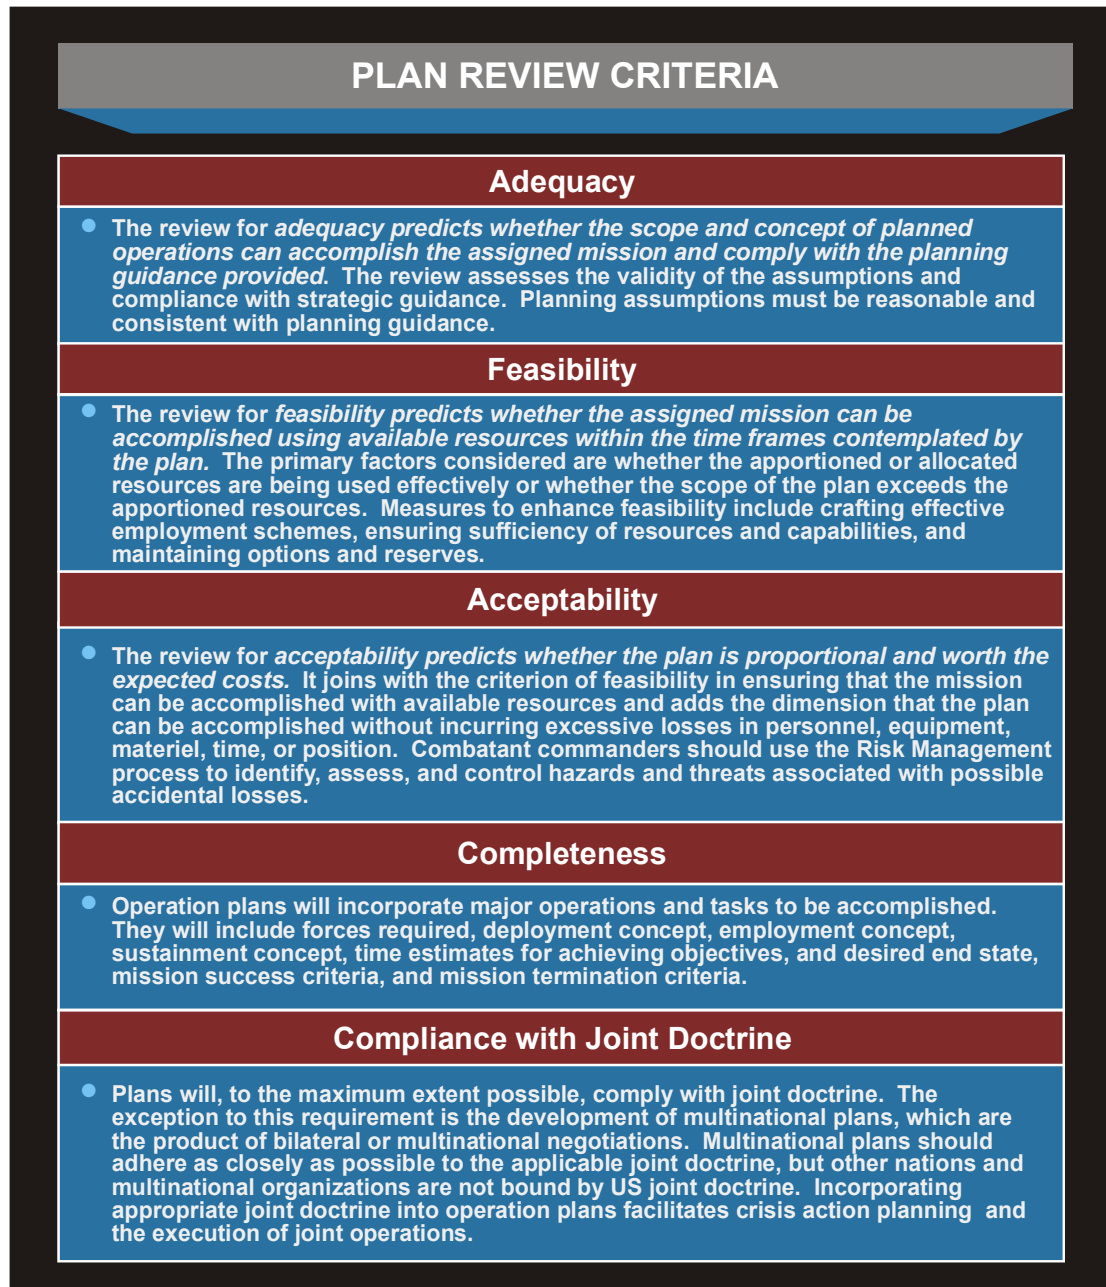 PLAN REVIEW CRITERIA
Adequacy
• The review for adequacy predicts whether the scope and concept of planned
operations can accomplish the assigned mission and comply with the planning
guidance provided. The review assesses the validity of the assumptions and
compliance with strategic guidance. Planning assumptions must be reasonable and
consistent with planning guidance.
Feasibility
• The review for feasibility predicts whether the assigned mission can be
accomplished using available resources within the time frames contemplated by
the plan. The primary factors considered are whether the apportioned or allocated
resources are being used effectively or whether the scope of the plan exceeds the
apportioned resources. Measures to enhance feasibility include crafting effective
employment schemes, ensuring sufficiency of resources and capabilities, and
maintaining options and reserves.
Acceptability
• The review for acceptability predicts whether the plan is proportional and worth the
expected costs. It joins with the criterion of feasibility in ensuring that the mission
can be accomplished with available resources and adds the dimension that the plan
can be accomplished without incurring excessive losses in personnel, equipment,
materiel, time, or position. Combatant commanders should use the Risk Management
process to identify, assess, and control hazards and threats associated with possible
accidental losses.
Completeness
• Operation plans will incorporate major operations and tasks to be accomplished.
They will include forces required, deployment concept, employment concept,
sustainment concept, time estimates for achieving objectives, and desired end state,
mission success criteria, and mission termination criteria.
Compliance with Joint Doctrine
• Plans will, to the maximum extent possible, comply with joint doctrine. The
exception to this requirement is the development of multinational plans, which are
the product of bilateral or multinational negotiations. Multinational plans should
adhere as closely as possible to the applicable joint doctrine, but other nations and
multinational organizations are not bound by US joint doctrine. Incorporating
appropriate joint doctrine into operation plans facilitates crisis action planning and
the execution of joint operations.